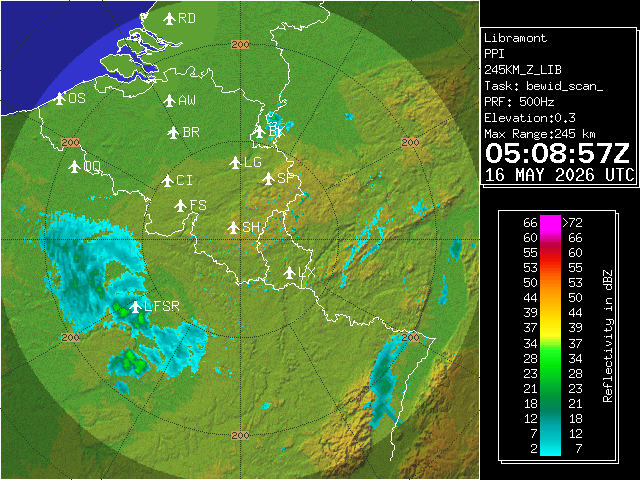 RD
200
OS
AW
BR
B
200
200
QQ
LG
CI
SP
FS
SH
LX
LFSR
200
200
200
Librament
PPI
245KM_Z_LIB
Task: bewid_scan_
PRF: 500Hz
Elevation:0.3
Max Range:245 km
05:08:57Z
16 MAY 2026 UTC
66 >72
60 66
55 60
53 55
50 53
44 50
39 44
37 39
34 37
28 34
23 28
21 23
18 21
12 18
7 12
2 7
Reflectivity in dBZ